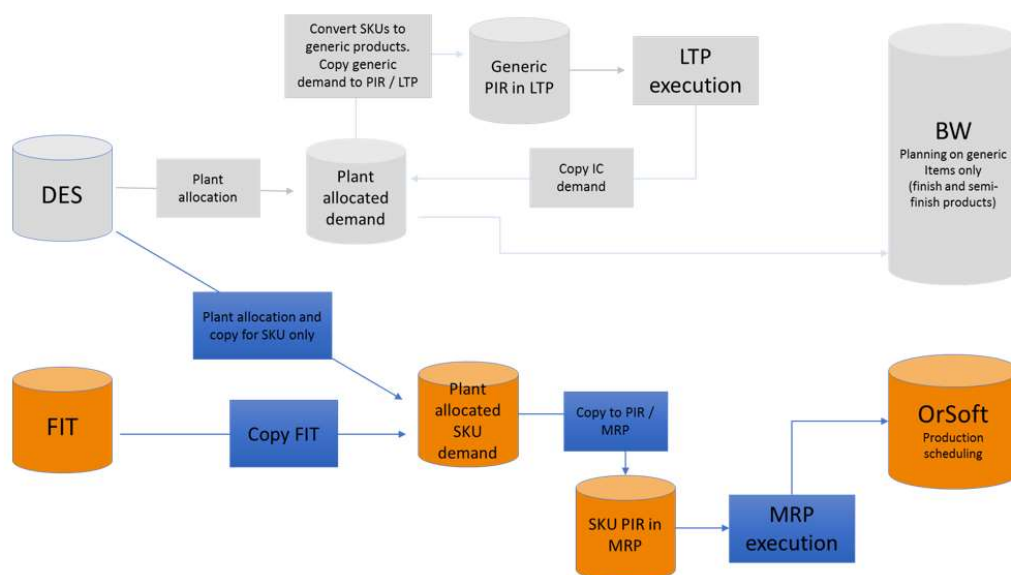 Convert SKUs to
generic products.
Copy generic
demand to PIR / LTP
Generic
PIR in LTP
LTP
execution
BW
Planning on generic
Items only
(finish and semi-
finish products)
DES
Plant
allocation
Plant
allocated
demand
Copy IC
demand
Plant allocation and
copy for SKU only
FIT
Copy FIT
Plant
allocated
SKU
demand
Copy to PIR /
MRP
OrSoft
Production
scheduling
SKU PIR in
MRP
MRP
execution